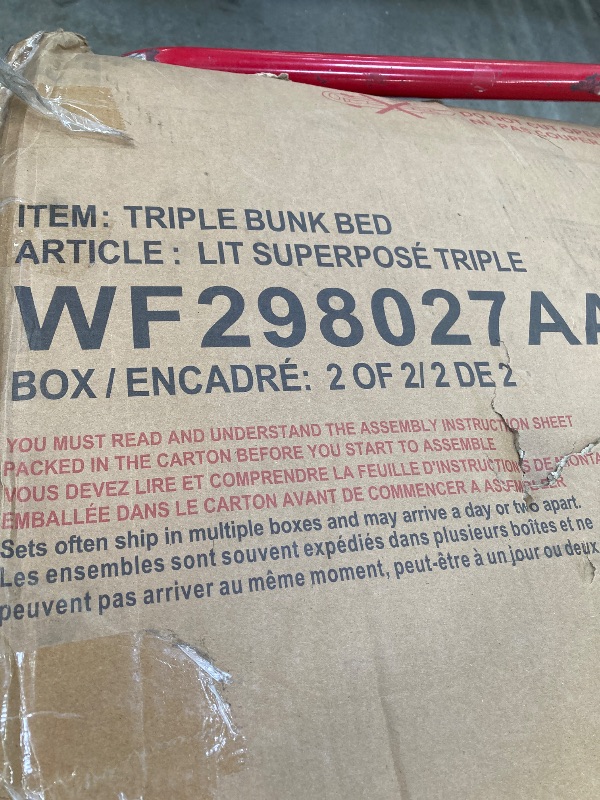 ITEM: TRIPLE BUNK BED
ARTICLE : LIT SUPERPOSÉ TRIPLE
WF298027AA
BOX / ENCADRÉ: 2 OF 2/ 2 DE 2
YOU MUST READ AND UNDERSTAND THE ASSEMBLY INSTRUCTION SHEET
PACKED IN THE CARTON BEFORE YOU START TO ASSEMBLE
VOUS DEVEZ LIRE ET COMPRENDRE LA FEUILLE D'INSTRUCTIONS DE MONTA
EMBALLÉE DANS LE CARTON AVANT DE COMMENCER A ASSEMBLER
Sets often ship in multiple boxes and may arrive a day or two apart.
Les ensembles sont souvent expédiés dans plusieurs boîtes et ne
peuvent pas arriver au même moment, peut-être à un jour ou deux